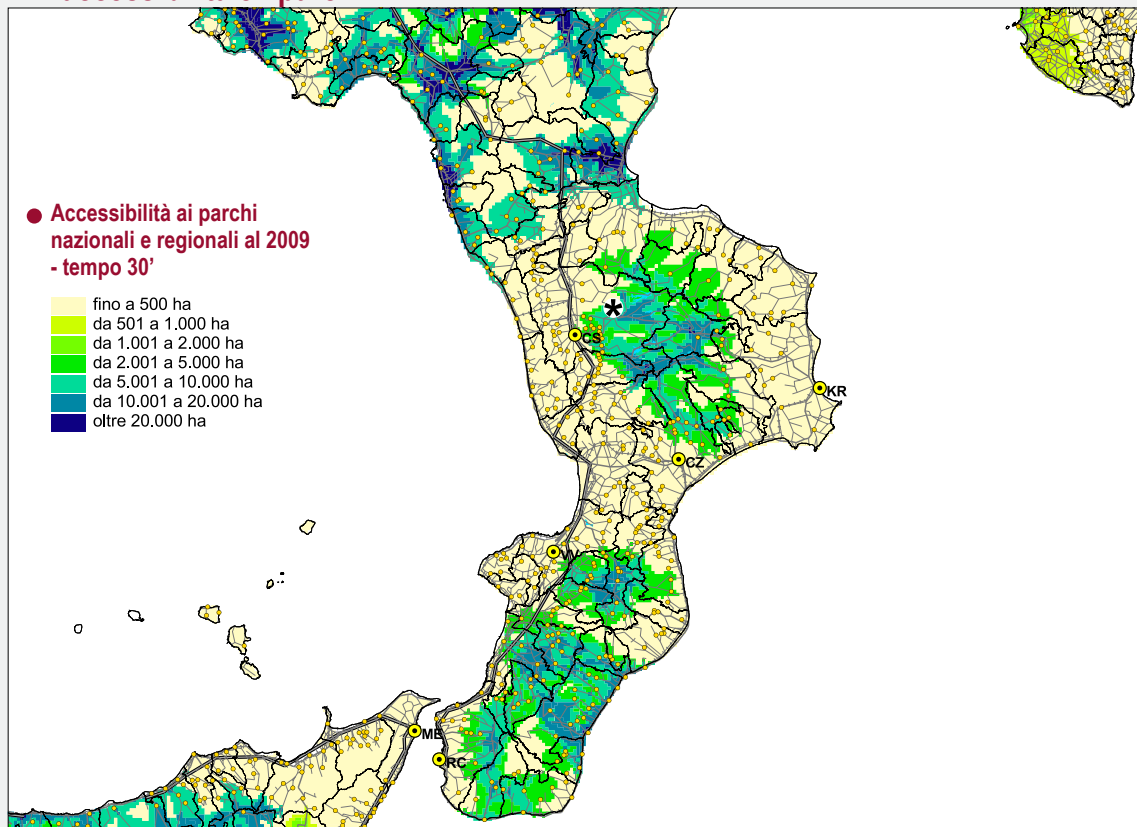 Accessibilità ai parchi
nazionali e regionali al 2009
- tempo 30’
fino a 500 ha
da 501 a 1.000 ha
da 1.001 a 2.000 ha
da 2.001 a 5.000 ha
da 5.001 a 10.000 ha
da 10.001 a 20.000 ha
oltre 20.000 ha
*
CS
KR
CZ
VV
ME
RC